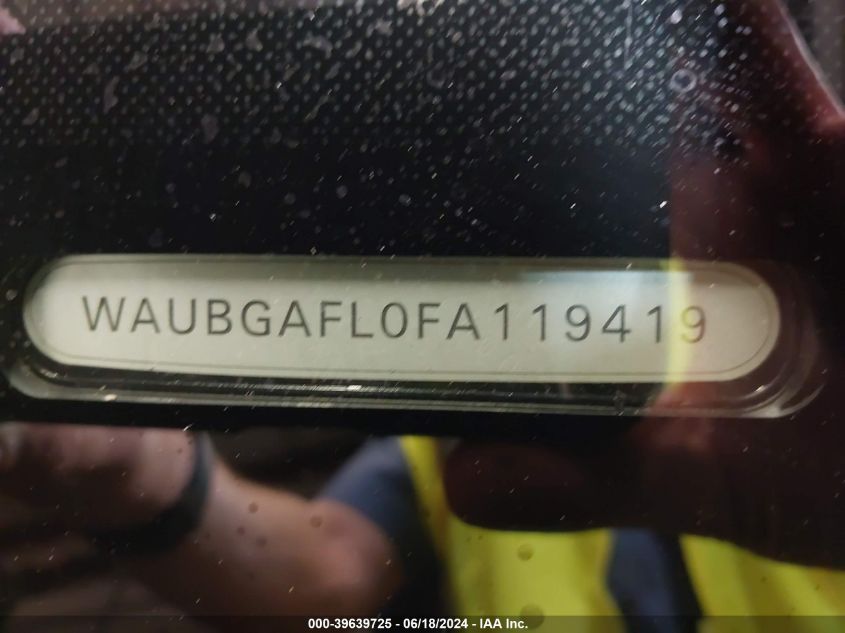 WAUBGAFL0FA119419
000-39639725 - 06/18/2024 - IAA Inc.